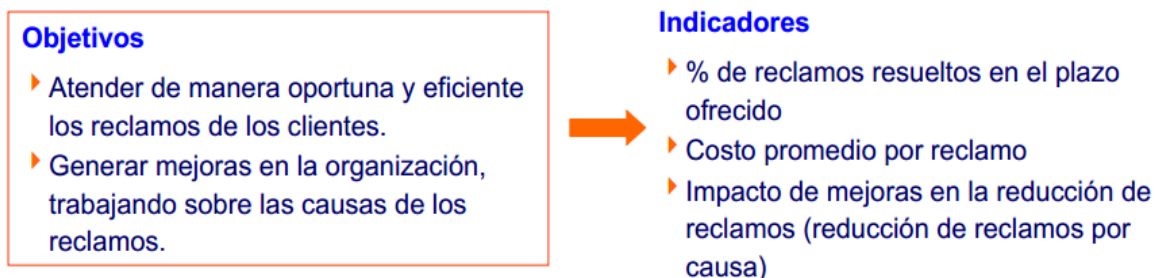 Objetivos
Atender de manera oportuna y eficiente
los reclamos de los clientes.
Generar mejoras en la organización,
trabajando sobre las causas de los
reclamos.
Indicadores
% de reclamos resueltos en el plazo
ofrecido
Costo promedio por reclamo
Impacto de mejoras en la reducción de
reclamos (reducción de reclamos por
causa)